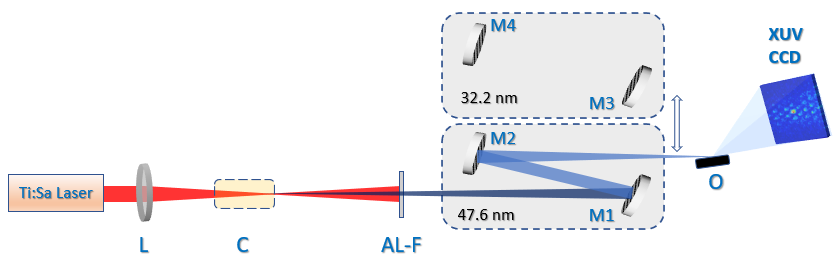 M4
XUV
CCD
32.2 nm
M3
M2
Ti:Sa Laser
47.6 nm
M1
O
L
C
AL-F